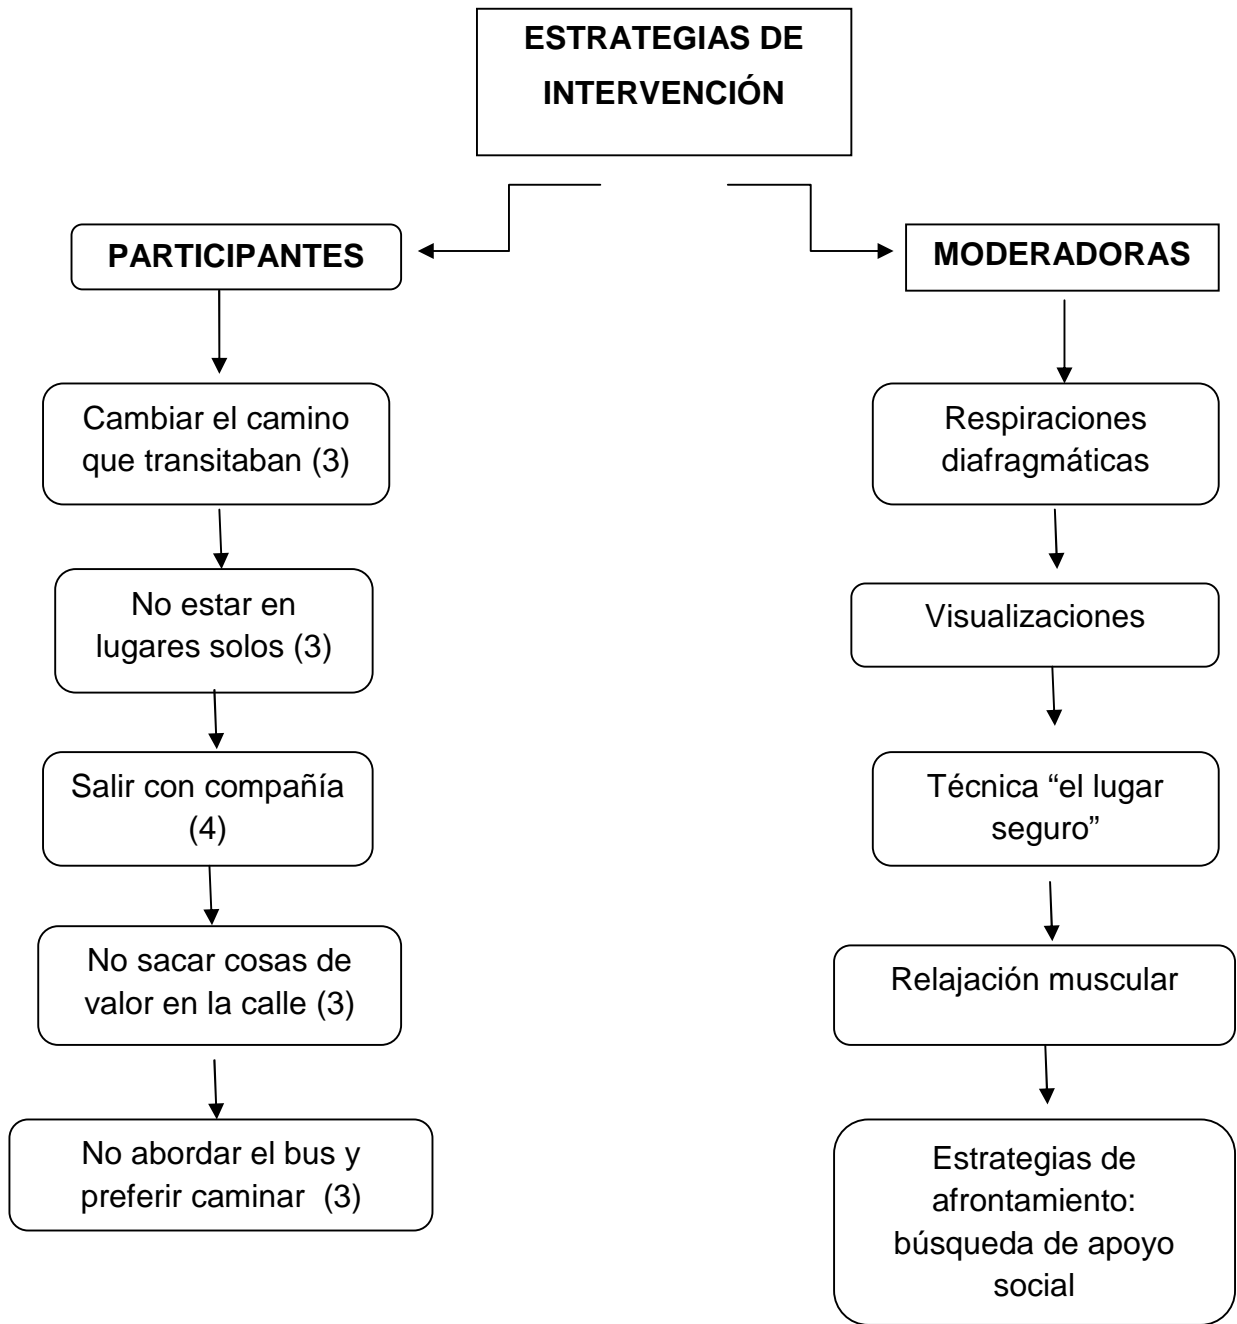 ESTRATEGIAS DE
INTERVENCIÓN
PARTICIPANTES
MODERADORAS
Cambiar el camino
que transitaban (3)
Respiraciones
diafragmáticas
No estar en
lugares solos (3)
Visualizaciones
Salir con compañía
(4)
Técnica “el lugar
seguro”
No sacar cosas de
valor en la calle (3)
Relajación muscular
No abordar el bus y
preferir caminar  (3)
Estrategias de
afrontamiento:
búsqueda de apoyo
social